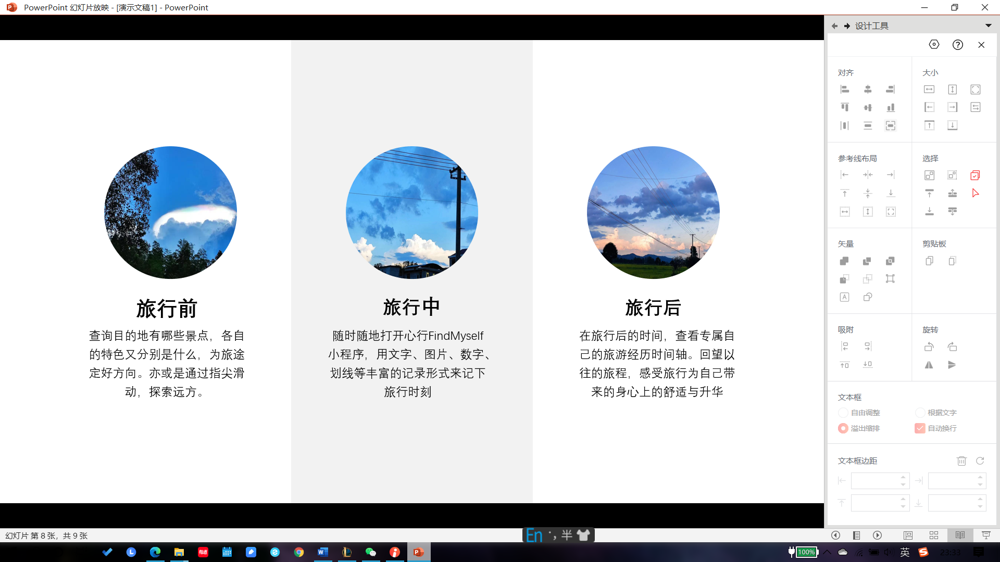 PowerPoint 幻灯片放映 - [演示文稿1] - PowerPoint
设计工具
对齐
大小
参考线布局
选择
矢量
剪贴板
吸附
旋转
文本框
自由调整
根据文字
溢出缩排
自动换行
文本框边距
旅行前
查询目的地有哪些景点，各自
的特色又分别是什么，为旅途
定好方向。亦或是通过指尖滑
动，探索远方。
旅行中
随时随地打开心行FindMyself
小程序，用文字、图片、数字、
划线等丰富的记录形式来记下
旅行时刻
旅行后
在旅行后的时间，查看专属自
己的旅游经历时间轴。回望以
往的旅程，感受旅行为自己带
来的身心上的舒适与升华
幻灯片 第 8 张，共 9 张
En ·, 半
有道
100%
英
23:33